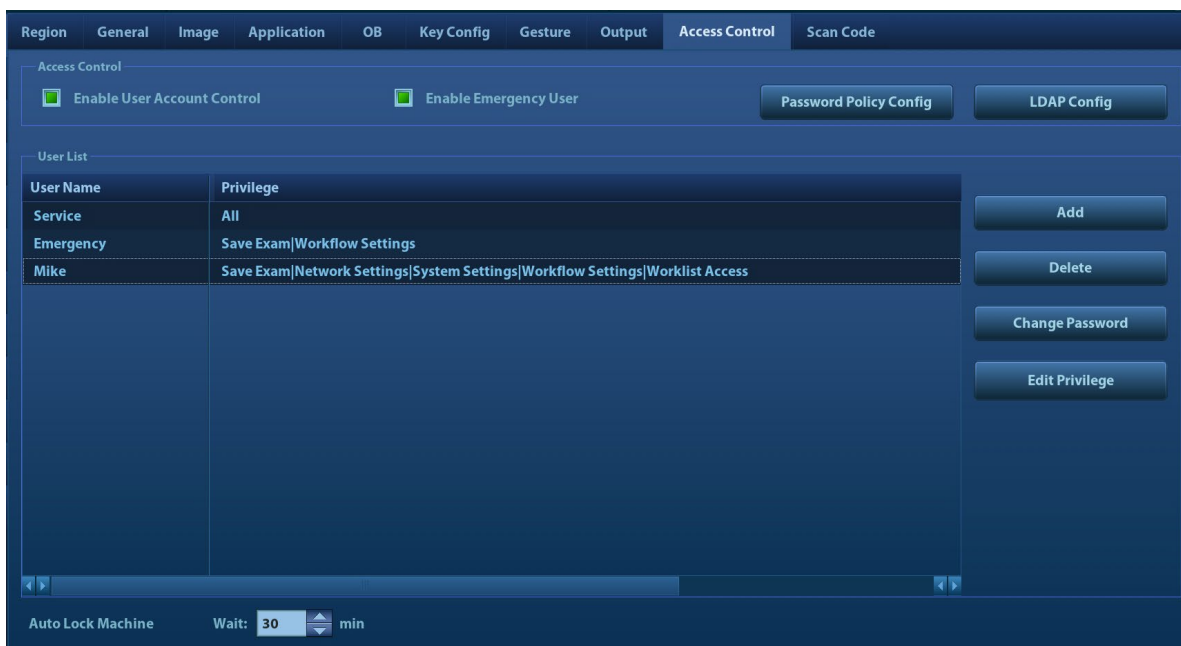 Region General Image Application OB Key Config Gesture Output Access Control Scan Code
Access Control
Enable User Account Control Enable Emergency User Password Policy Config LDAP Config
User List
User Name Privilege
Service All
Add
Emergency Save Exam|Workflow Settings
Mike Save Exam|Network Settings|System Settings|Workflow Settings|Worklist Access
Delete
Change Password
Edit Privilege
Auto Lock Machine Wait: 30 min